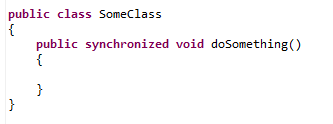 public class SomeClass
{
    public synchronized void doSomething()
    {

    }
}